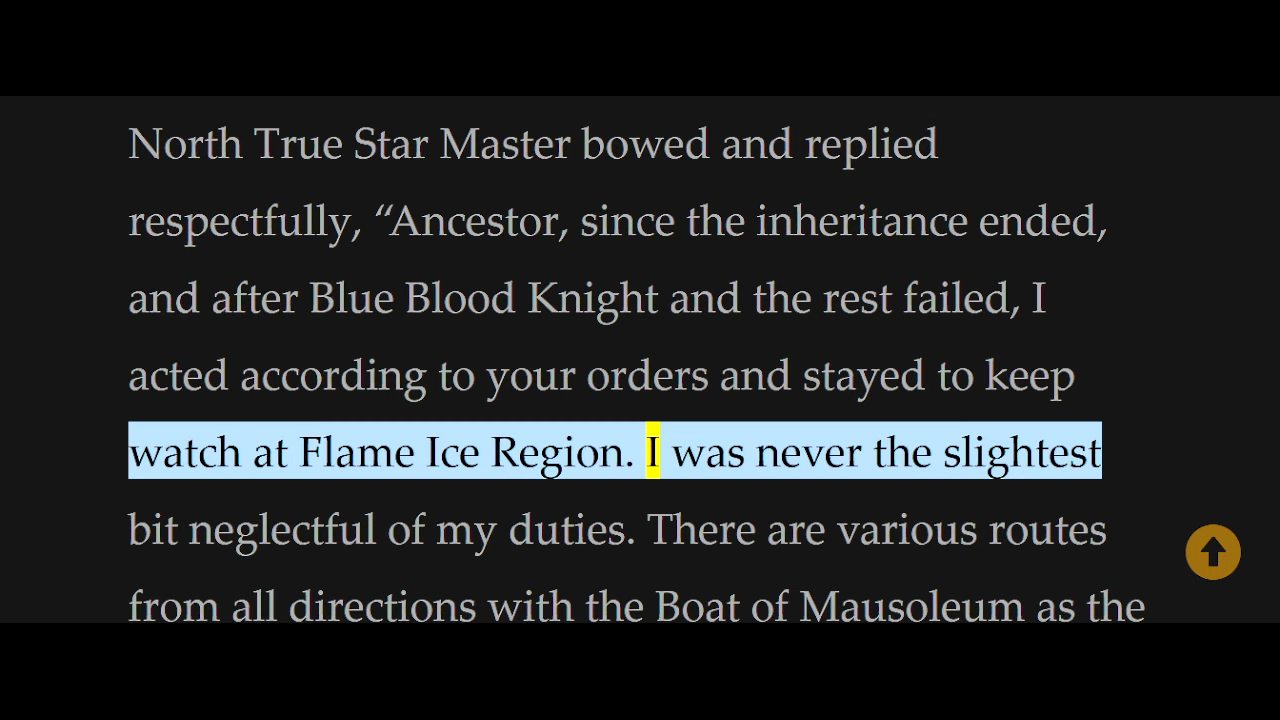 North True Star Master bowed and replied
respectfully, “Ancestor, since the inheritance ended,
and after Blue Blood Knight and the rest failed, I
acted according to your orders and stayed to keep
watch at Flame Ice Region. I was never the slightest
bit neglectful of my duties. There are various routes
from all directions with the Boat of Mausoleum as the